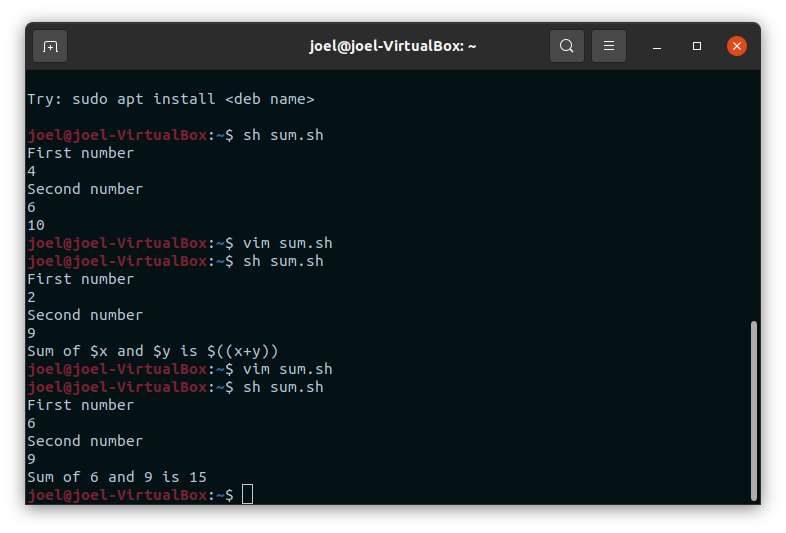 joel@joel-VirtualBox: ~
Try: sudo apt install <deb name>
joel@joel-VirtualBox:~$ sh sum.sh
First number
4
Second number
6
10
joel@joel-VirtualBox:~$ vim sum.sh
joel@joel-VirtualBox:~$ sh sum.sh
First number
2
Second number
9
Sum of $x and $y is $((x+y))
joel@joel-VirtualBox:~$ vim sum.sh
joel@joel-VirtualBox:~$ sh sum.sh
First number
6
Second number
9
Sum of 6 and 9 is 15
joel@joel-VirtualBox:~$